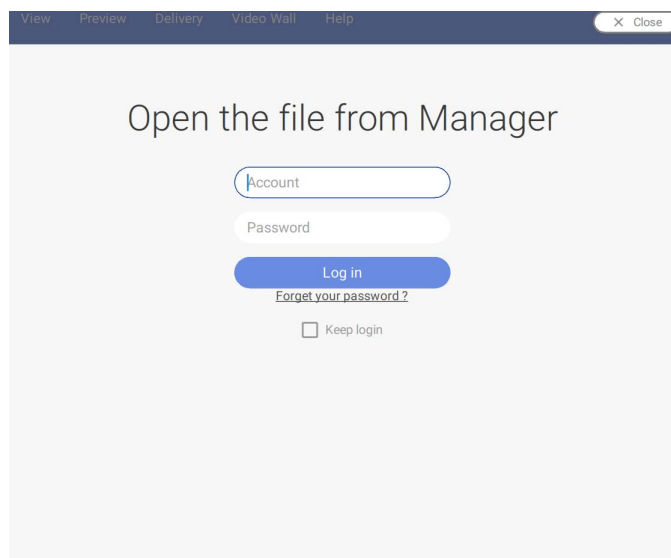 View Preview Delivery Video Wall Help Close
Open the file from Manager
Account
Password
Log in
Forget your password ?
Keep login